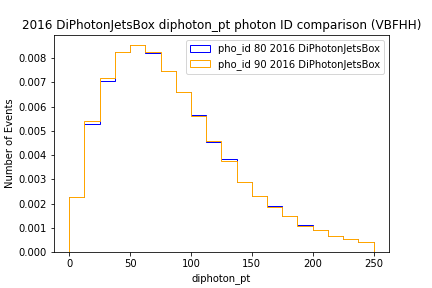 2016 DiPhotonJetsBox diphoton_pt photon ID comparison (VBFHH)
pho_id 80 2016 DiPhotonJetsBox
pho_id 90 2016 DiPhotonJetsBox
Number of Events
0.008
0.007
0.006
0.005
0.004
0.003
0.002
0.001
0.000
0 50 100 150 200 250
diphoton_pt